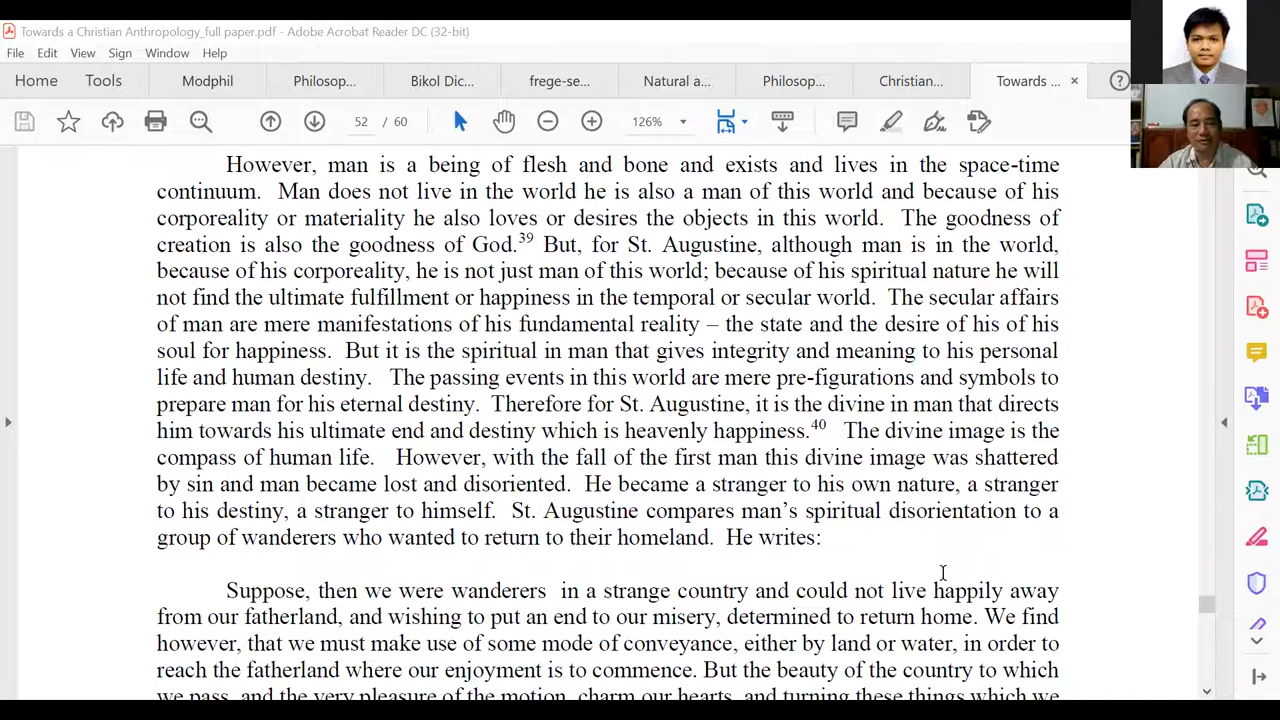 Towards a Christian Anthropology_full paper.pdf - Adobe Acrobat Reader DC (32-bit)
File Edit View Sign Window Help
Home Tools Modphil Philosop... Bikol Dic... frege-se... Natural a... Philosop... Christian... Towards ... ×
52 / 60 126%
However, man is a being of flesh and bone and exists and lives in the space-time
continuum. Man does not live in the world he is also a man of this world and because of his
corporeality or materiality he also loves or desires the objects in this world. The goodness of
creation is also the goodness of God.39 But, for St. Augustine, although man is in the world,
because of his corporeality, he is not just man of this world; because of his spiritual nature he will
not find the ultimate fulfillment or happiness in the temporal or secular world. The secular affairs
of man are mere manifestations of his fundamental reality – the state and the desire of his of his
soul for happiness. But it is the spiritual in man that gives integrity and meaning to his personal
life and human destiny. The passing events in this world are mere pre-figurations and symbols to
prepare man for his eternal destiny. Therefore for St. Augustine, it is the divine in man that directs
him towards his ultimate end and destiny which is heavenly happiness.40 The divine image is the
compass of human life. However, with the fall of the first man this divine image was shattered
by sin and man became lost and disoriented. He became a stranger to his own nature, a stranger
to his destiny, a stranger to himself. St. Augustine compares man's spiritual disorientation to a
group of wanderers who wanted to return to their homeland. He writes:
Suppose, then we were wanderers in a strange country and could not live happily away
from our fatherland, and wishing to put an end to our misery, determined to return home. We find
however, that we must make use of some mode of conveyance, either by land or water, in order to
reach the fatherland where our enjoyment is to commence. But the beauty of the country to which
we pass, and the very pleasure of the motion, charm our hearts, and turning these things which we